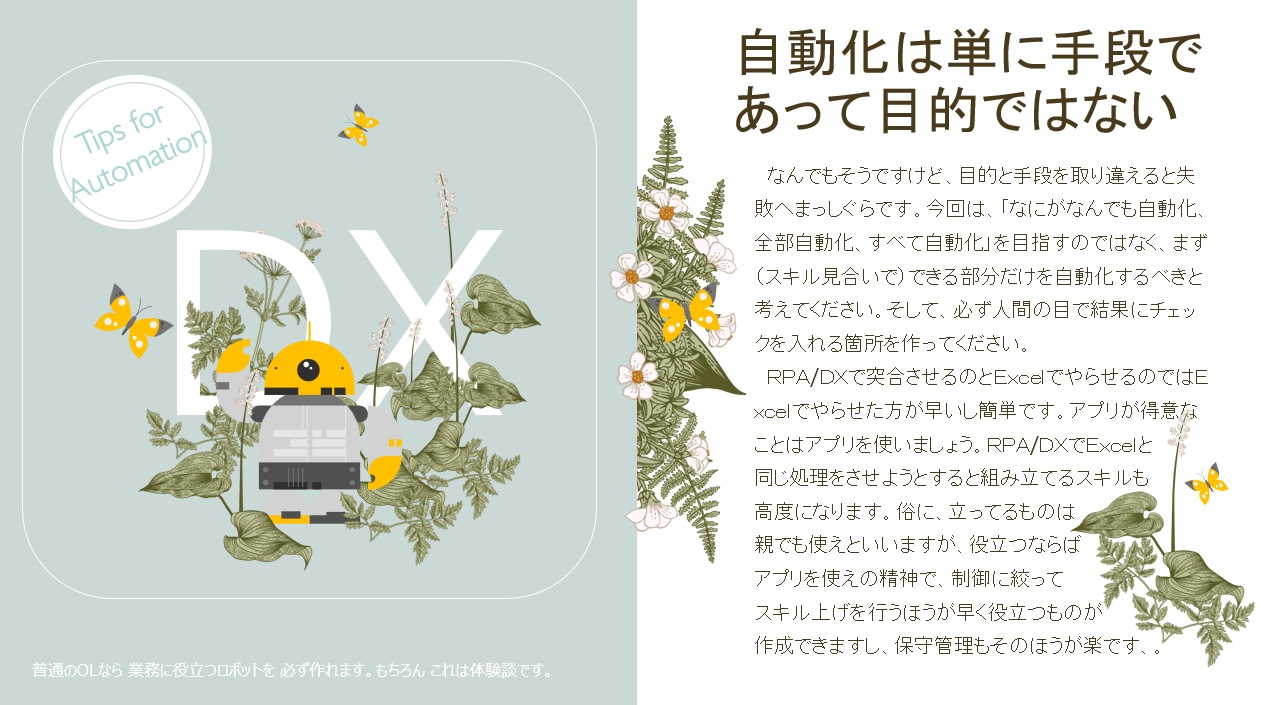 Tips for
Automation
DX
普通のOLなら 業務に役立つロボットを 必ず作れます。もちろん これは体験談です。
自動化は単に手段で
あって目的ではない
なんでもそうですけど、目的と手段を取り違えると失
敗へまっしぐらです。今回は、「なにがなんでも自動化、
全部自動化、すべて自動化」を目指すのではなく、まず
(スキル見合いで)できる部分だけを自動化するべきと
考えてください。そして、必ず人間の目で結果にチェッ
クを入れる箇所を作ってください。
RPA/DXで突合させるのとExcelでやらせるのではE
xcelでやらせた方が早いし簡単です。アプリが得意な
ことはアプリを使いましょう。RPA/DXでExcelと
同じ処理をさせようとすると組み立てるスキルも
高度になります。俗に、立ってるものは
親でも使えといいますが、役立つならば
アプリを使えの精神で、制御に絞って
スキル上げを行うほうが早く役立つものが
作成できますし、保守管理もそのほうが楽です、。